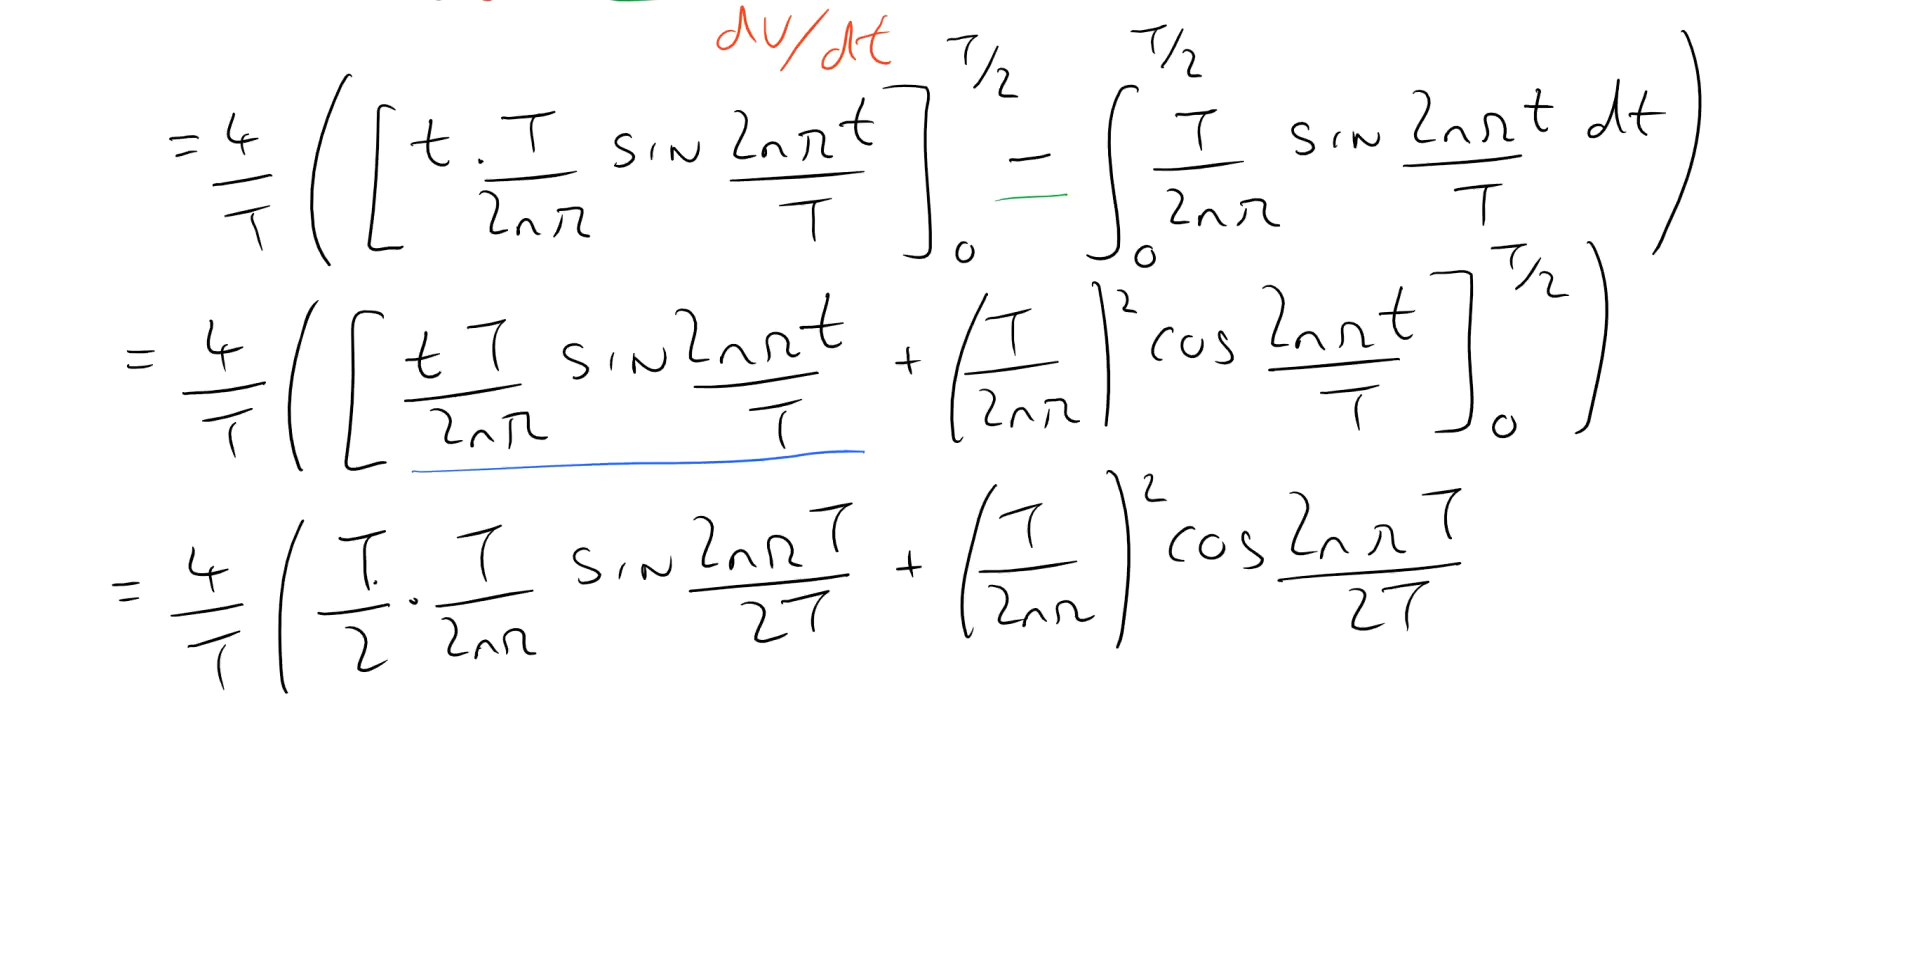 dv/dt
= 4/T ( [ t . T/2nπ sin 2nπt/T ]₀^T/2 − ∫₀^T/2 T/2nπ sin 2nπt/T dt )
= 4/T ( [ tT/2nπ sin 2nπt/T + (T/2nπ)² cos 2nπt/T ]₀^T/2 )
= 4/T ( T/2 . T/2nπ sin 2nπT/2T + (T/2nπ)² cos 2nπT/2T